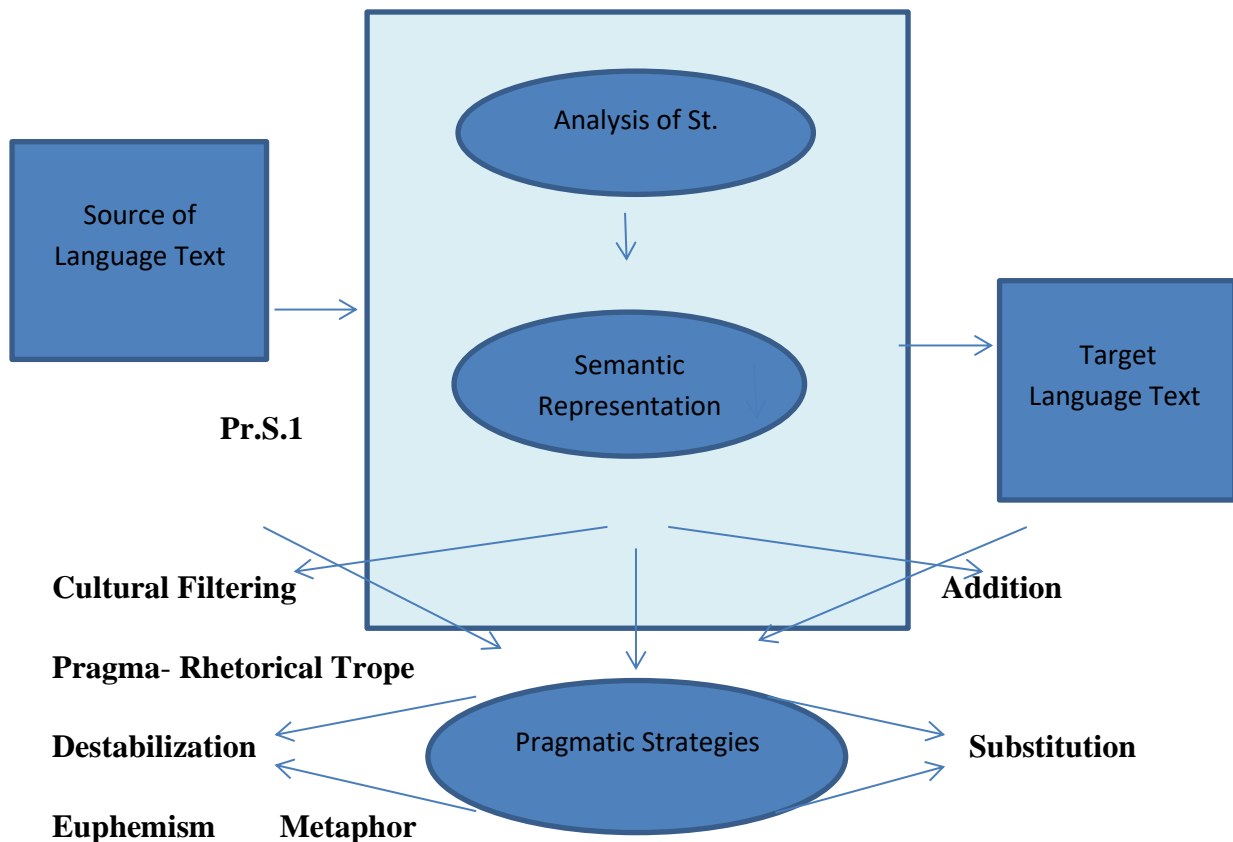 Analysis of St.
Source of
Language Text
Semantic
Representation
Target
Language Text
Pr.S.1
Cultural Filtering
Addition
Pragma- Rhetorical Trope
Pragmatic Strategies
Destabilization
Substitution
Euphemism Metaphor